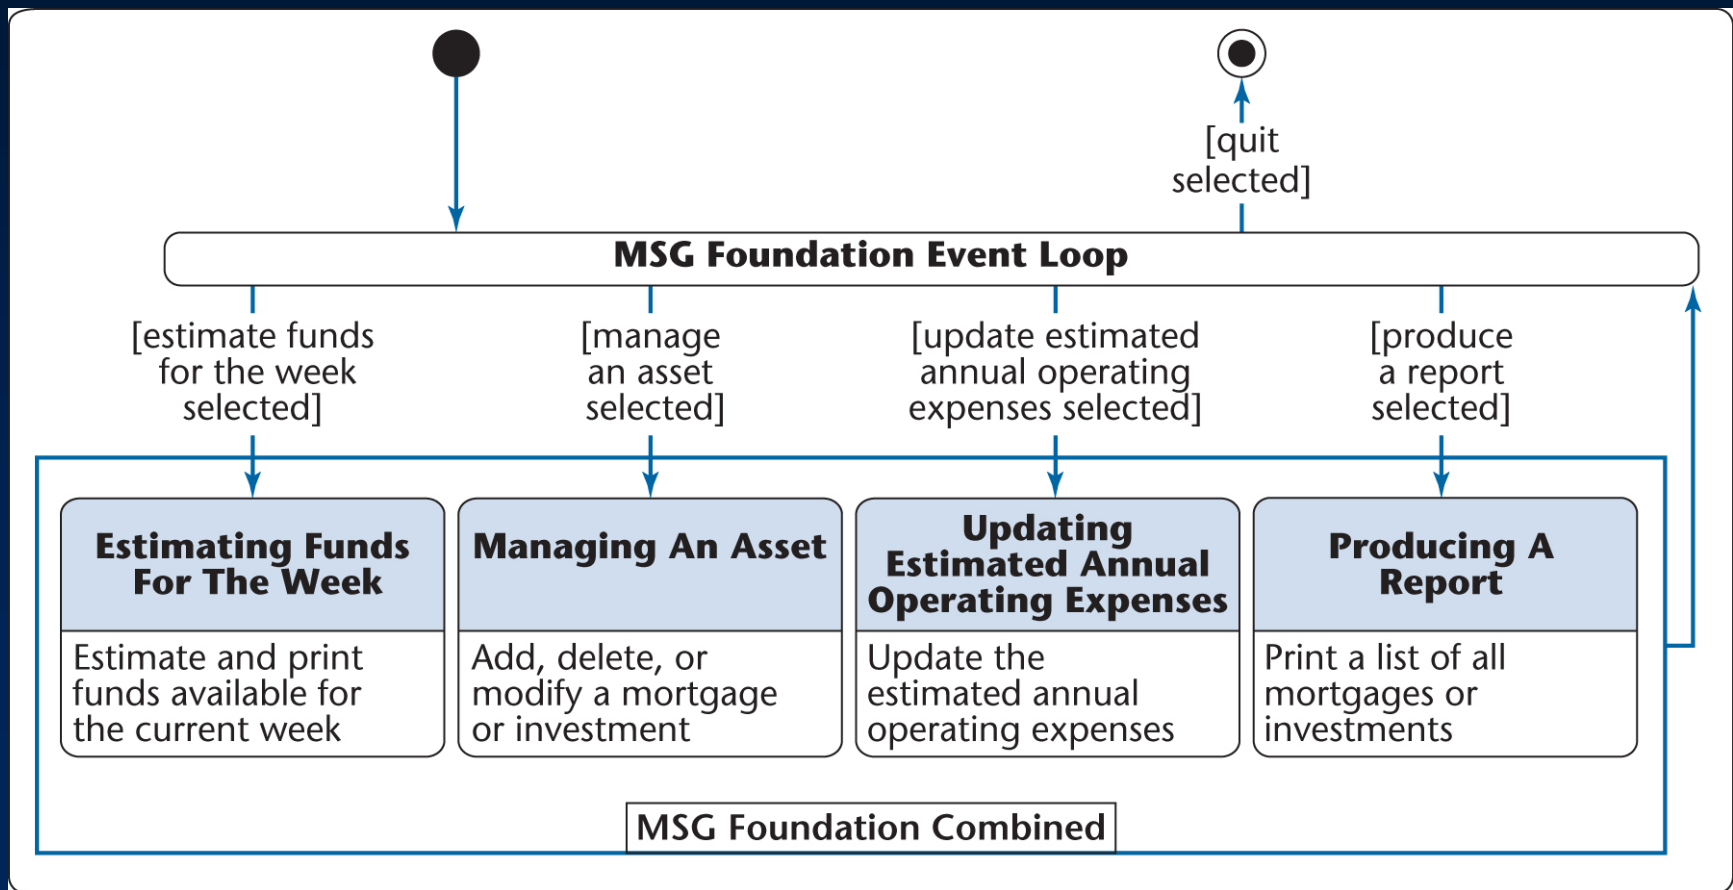 [quit
selected]
MSG Foundation Event Loop
[estimate funds
for the week
selected]
[manage
an asset
selected]
[update estimated
annual operating
expenses selected]
[produce
a report
selected]
Estimating Funds
For The Week
Estimate and print
funds available for
the current week
Managing An Asset
Add, delete, or
modify a mortgage
or investment
Updating
Estimated Annual
Operating Expenses
Update the
estimated annual
operating expenses
Producing A
Report
Print a list of all
mortgages or
investments
MSG Foundation Combined